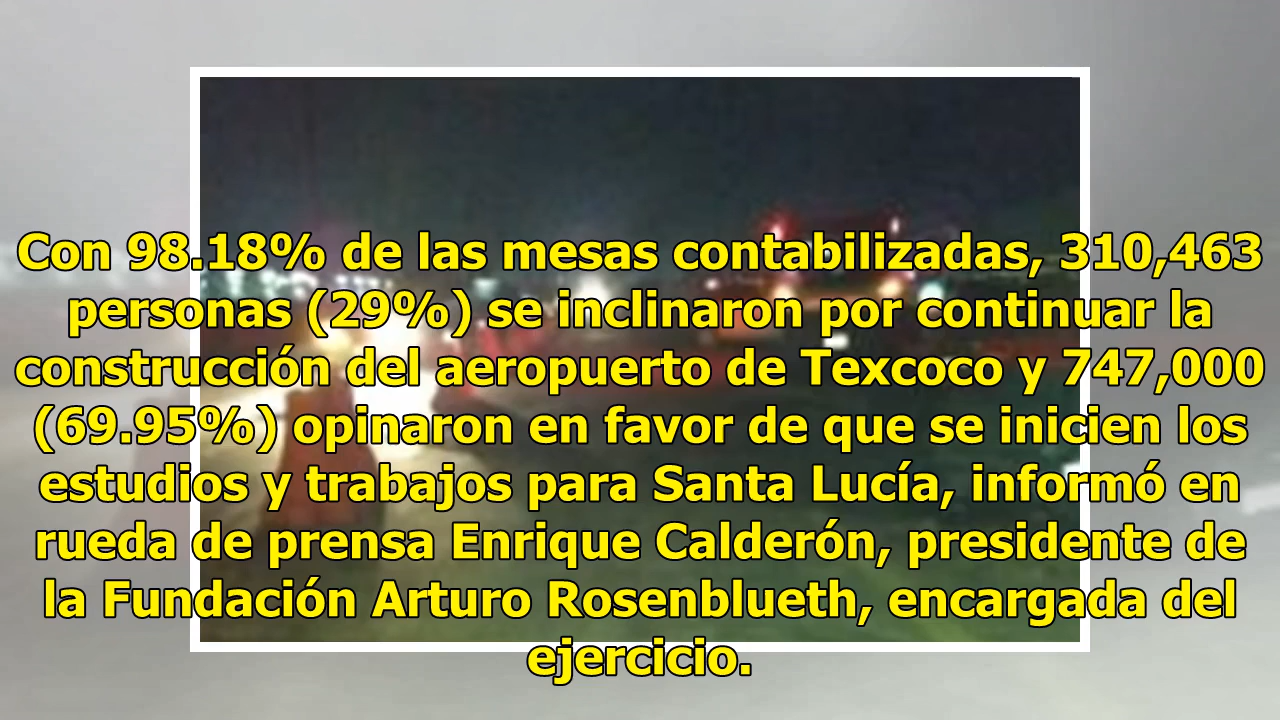 Con 98.18% de las mesas contabilizadas, 310,463
personas (29%) se inclinaron por continuar la
construcción del aeropuerto de Texcoco y 747,000
(69.95%) opinaron en favor de que se inicien los
estudios y trabajos para Santa Lucía, informó en
rueda de prensa Enrique Calderón, presidente de
la Fundación Arturo Rosenblueth, encargada del
ejercicio.